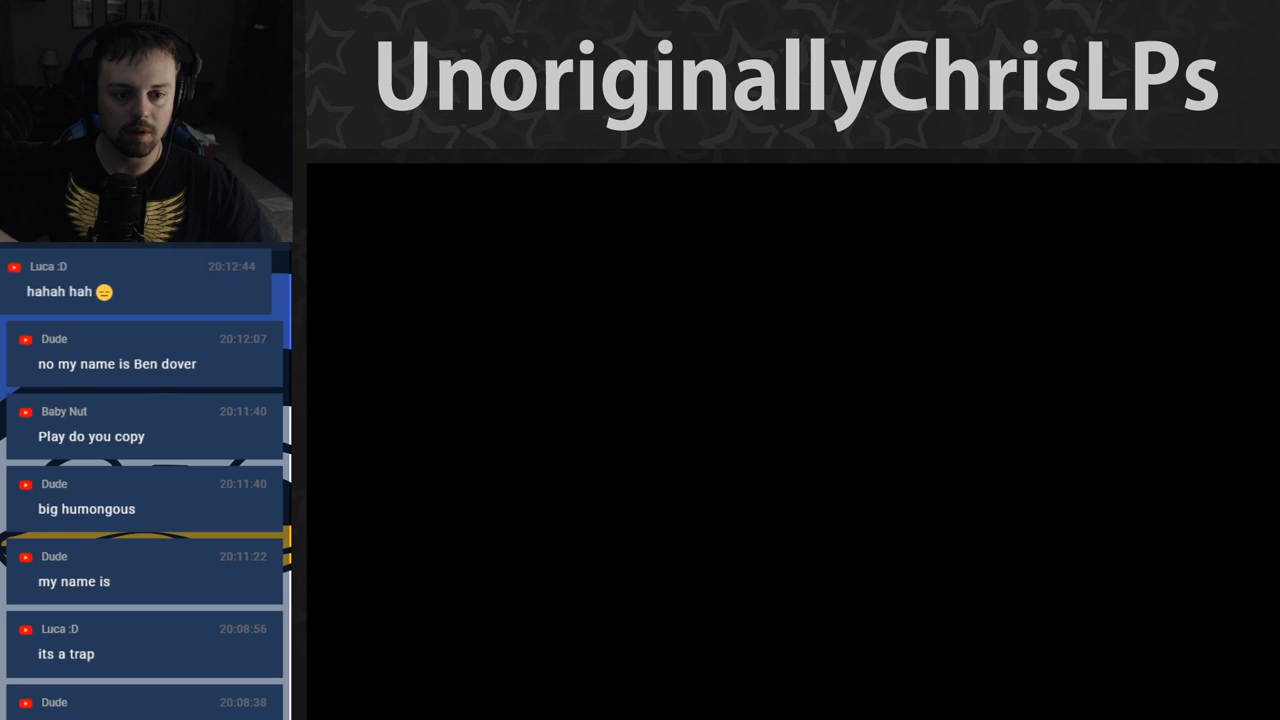 UnoriginallyChrisLPs
Luca :D 20:12:44
hahah hah 😑
Dude 20:12:07
no my name is Ben dover
Baby Nut 20:11:40
Play do you copy
Dude 20:11:40
big humongous
Dude 20:11:22
my name is
Luca :D 20:08:56
its a trap
Dude 20:08:38